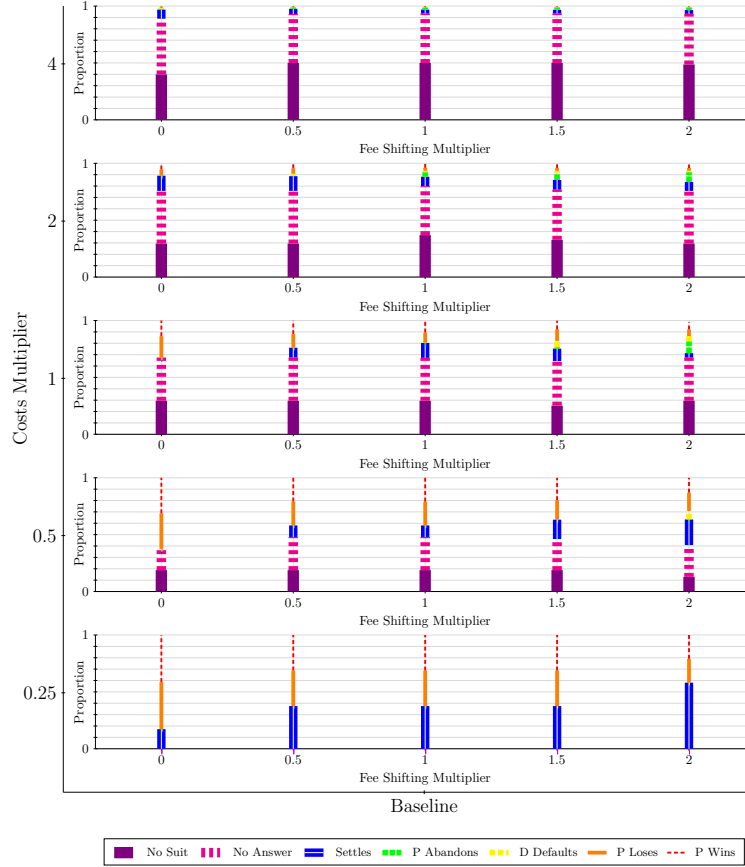 1
Proportion
0
4
0 0.5 1 1.5 2
Fee Shifting Multiplier
1
Proportion
0
2
0 0.5 1 1.5 2
Fee Shifting Multiplier
1
Proportion
0
1
0 0.5 1 1.5 2
Fee Shifting Multiplier
Costs Multiplier
1
Proportion
0
0.5
0 0.5 1 1.5 2
Fee Shifting Multiplier
1
Proportion
0
0.25
0 0.5 1 1.5 2
Fee Shifting Multiplier
Baseline
No Suit No Answer Settles P Abandons D Defaults P Loses P Wins